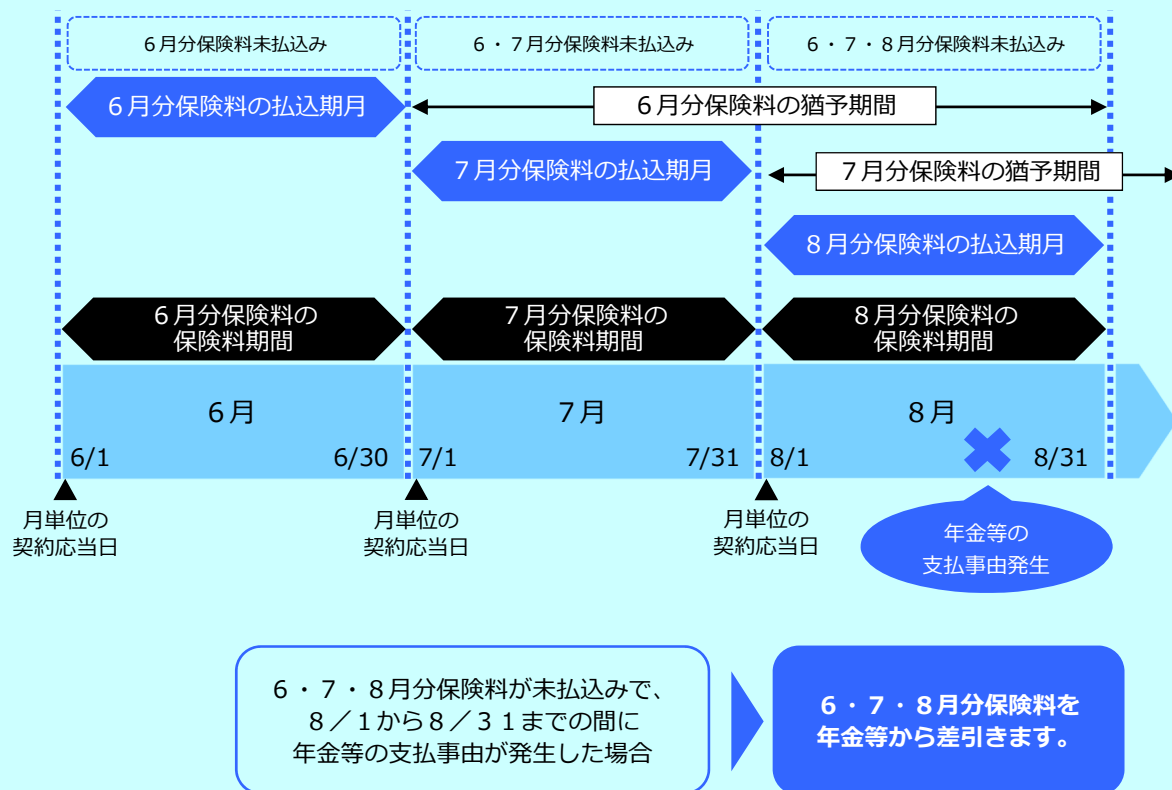 ６月分保険料未払込み
６・７月分保険料未払込み
６・７・８月分保険料未払込み
６月分保険料の払込期月
６月分保険料の猶予期間
７月分保険料の払込期月
７月分保険料の猶予期間
８月分保険料の払込期月
６月分保険料の
保険料期間
７月分保険料の
保険料期間
８月分保険料の
保険料期間
６月
７月
８月
6/1
6/30
7/1
7/31
8/1
8/31
月単位の
契約応当日
月単位の
契約応当日
月単位の
契約応当日
年金等の
支払事由発生
６・７・８月分保険料が未払込みで、
８／１から８／３１までの間に
年金等の支払事由が発生した場合
６・７・８月分保険料を
年金等から差引きます。